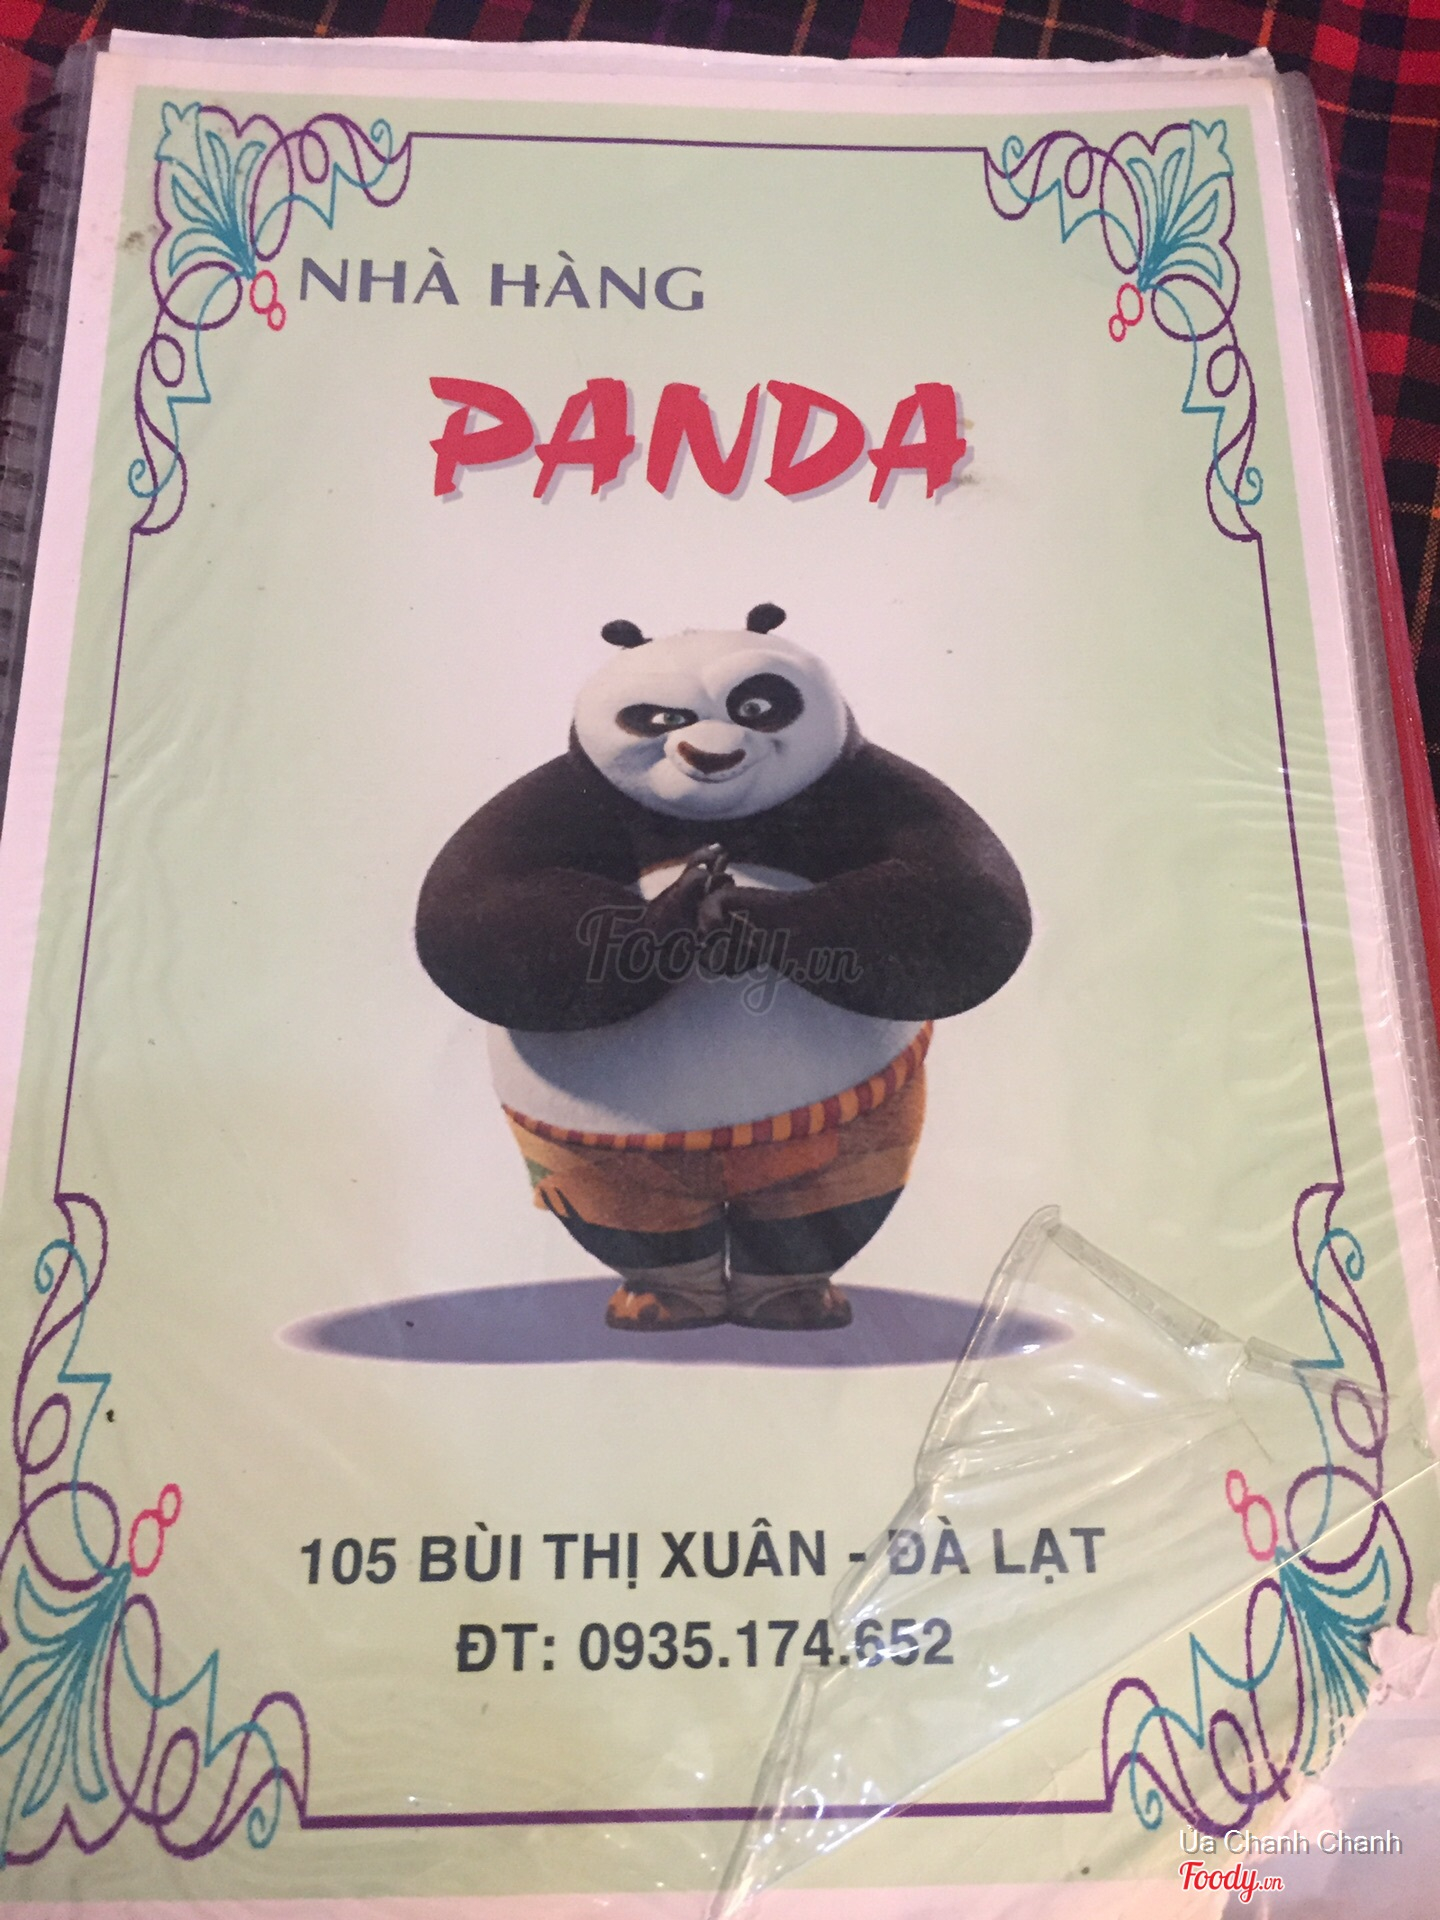 NHÀ HÀNG
PANDA
Foody.vn
105 BÙI THỊ XUÂN - ĐÀ LẠT
ĐT: 0935.174.652
Ủa Chanh Chanh
Foody.vn